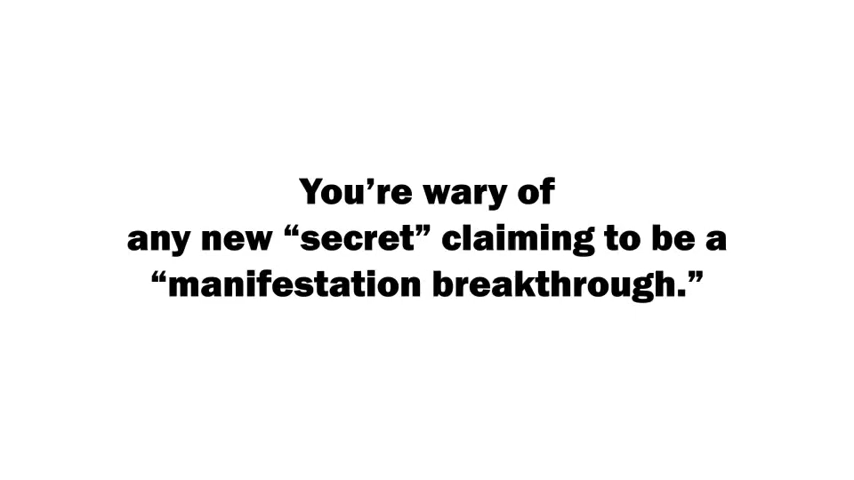 You’re wary of
any new “secret” claiming to be a
“manifestation breakthrough.”